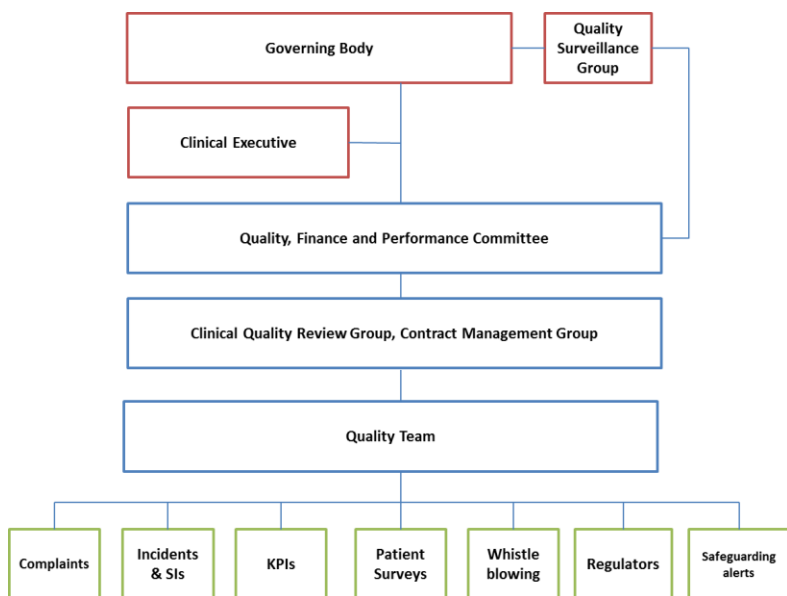 Governing Body
Quality
Surveillance
Group
Clinical Executive
Quality, Finance and Performance Committee
Clinical Quality Review Group, Contract Management Group
Quality Team
Complaints
Incidents
& SIs
KPIs
Patient
Surveys
Whistle
blowing
Regulators
Safeguarding
alerts